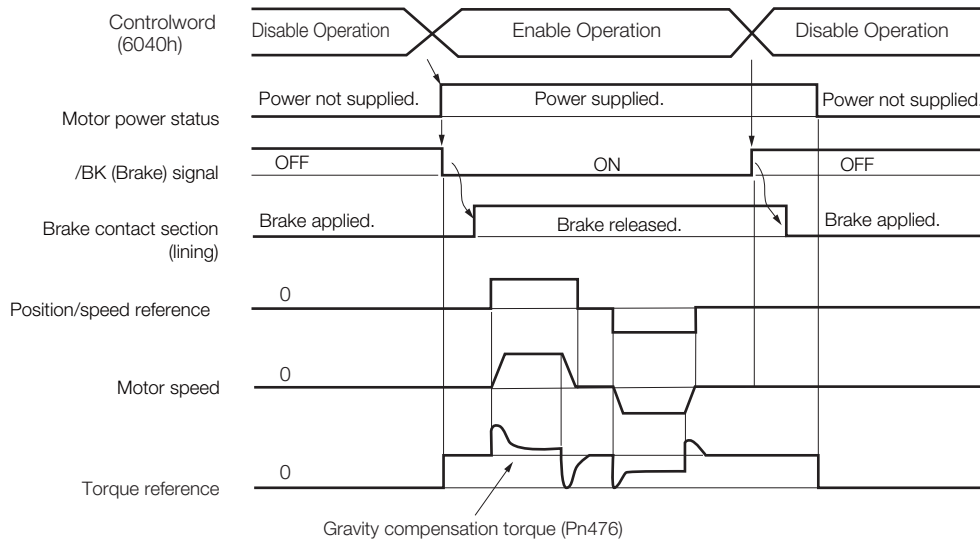 Controlword
(6040h)
Disable Operation
Enable Operation
Disable Operation
Motor power status
Power not supplied.
Power supplied.
Power not supplied.
/BK (Brake) signal
OFF
ON
OFF
Brake contact section
(lining)
Brake applied.
Brake released.
Brake applied.
Position/speed reference
0
Motor speed
0
Torque reference
0
Gravity compensation torque (Pn476)